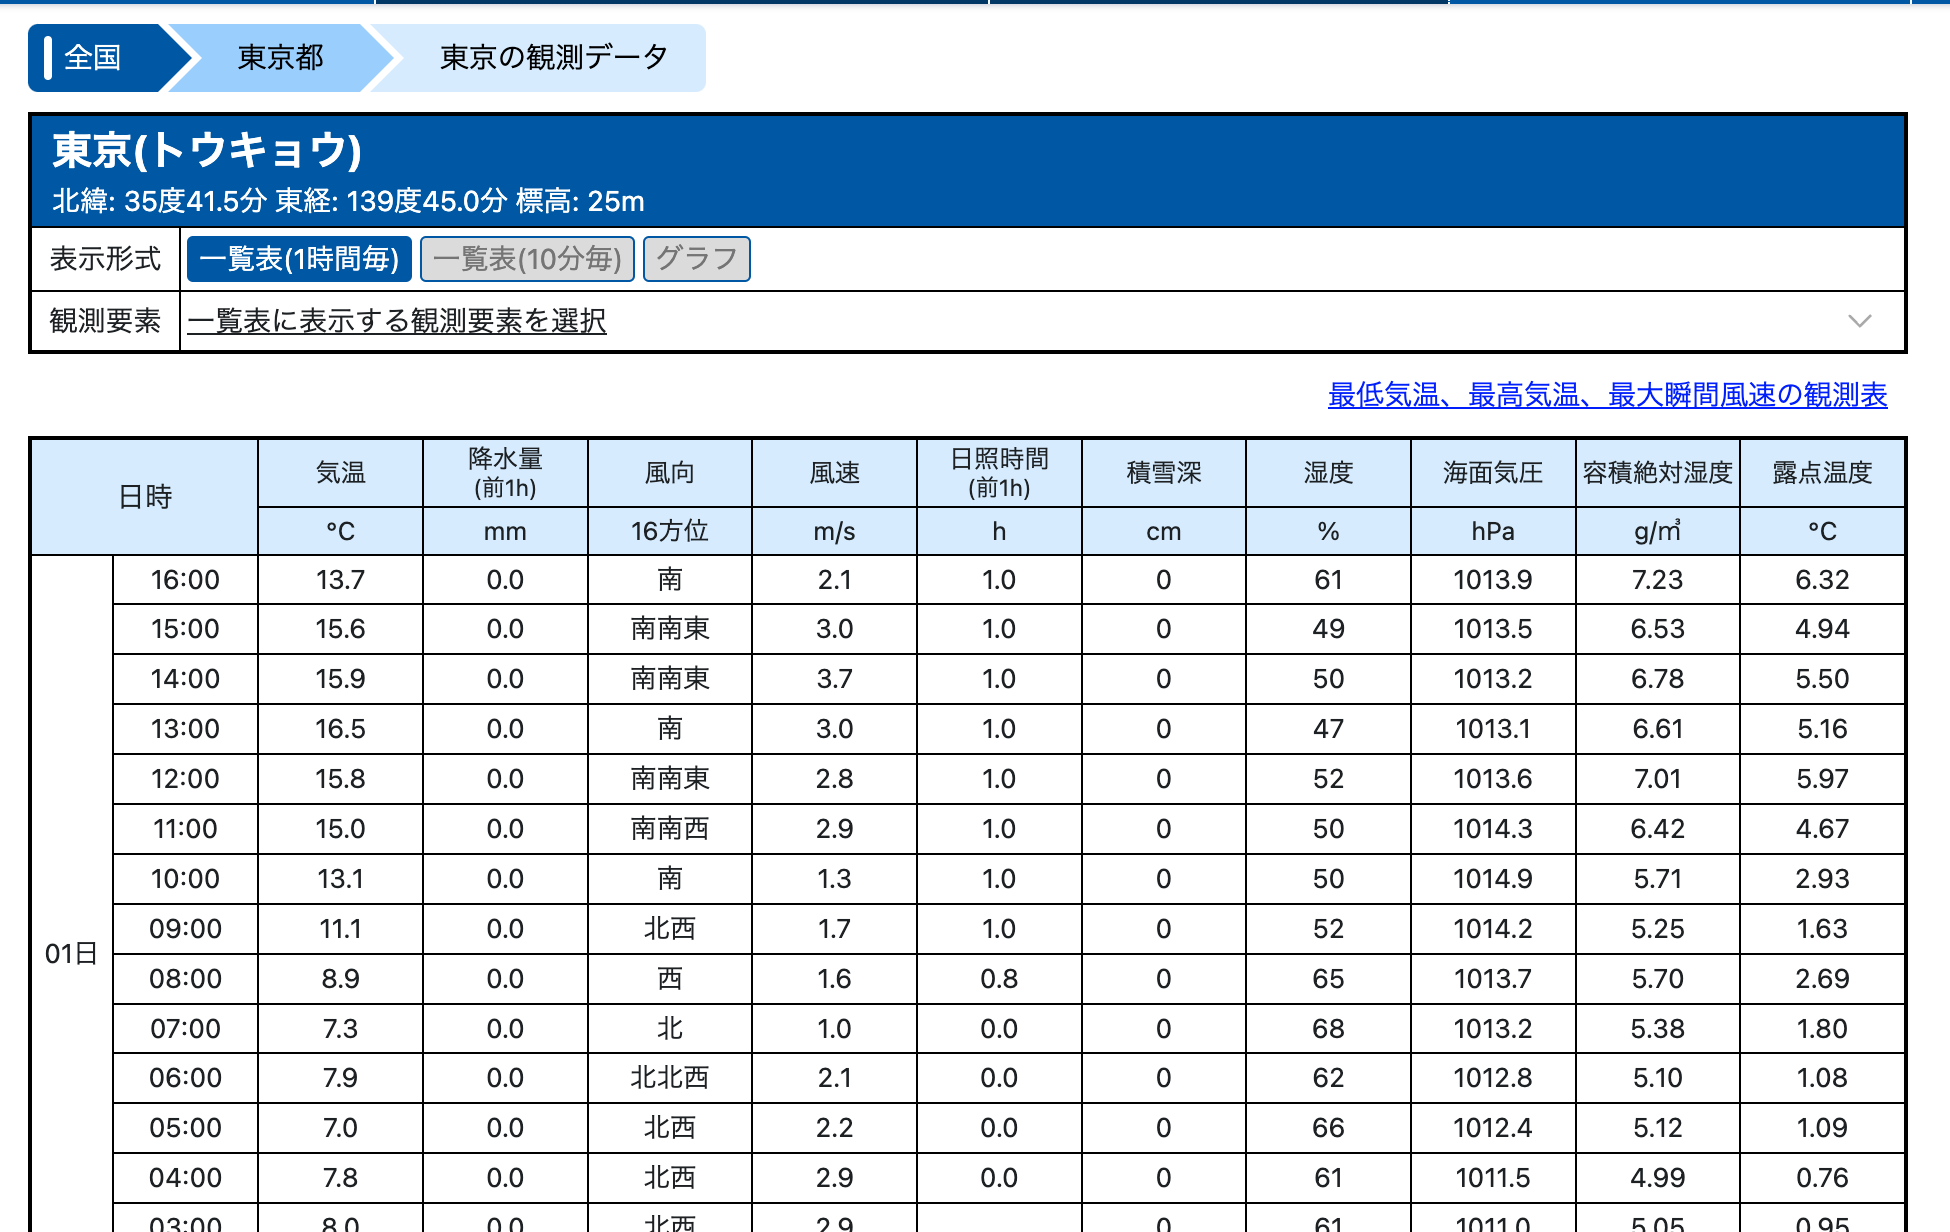 全国 東京都 東京の観測データ
東京(トウキョウ)
北緯: 35度41.5分 東経: 139度45.0分 標高: 25m
表示形式 一覧表(1時間毎) 一覧表(10分毎) グラフ
観測要素 一覧表に表示する観測要素を選択
最低気温、最高気温、最大瞬間風速の観測表
日時 気温 降水量(前1h) 風向 風速 日照時間(前1h) 積雪深 湿度 海面気圧 容積絶対湿度 露点温度
℃ mm 16方位 m/s h cm % hPa g/㎥ ℃
01日
16:00 13.7 0.0 南 2.1 1.0 0 61 1013.9 7.23 6.32
15:00 15.6 0.0 南南東 3.0 1.0 0 49 1013.5 6.53 4.94
14:00 15.9 0.0 南南東 3.7 1.0 0 50 1013.2 6.78 5.50
13:00 16.5 0.0 南 3.0 1.0 0 47 1013.1 6.61 5.16
12:00 15.8 0.0 南南東 2.8 1.0 0 52 1013.6 7.01 5.97
11:00 15.0 0.0 南南西 2.9 1.0 0 50 1014.3 6.42 4.67
10:00 13.1 0.0 南 1.3 1.0 0 50 1014.9 5.71 2.93
09:00 11.1 0.0 北西 1.7 1.0 0 52 1014.2 5.25 1.63
08:00 8.9 0.0 西 1.6 0.8 0 65 1013.7 5.70 2.69
07:00 7.3 0.0 北 1.0 0.0 0 68 1013.2 5.38 1.80
06:00 7.9 0.0 北北西 2.1 0.0 0 62 1012.8 5.10 1.08
05:00 7.0 0.0 北西 2.2 0.0 0 66 1012.4 5.12 1.09
04:00 7.8 0.0 北西 2.9 0.0 0 61 1011.5 4.99 0.76
03:00 8.0 0.0 北西 2.9 0 61 1011.0 5.05 0.95